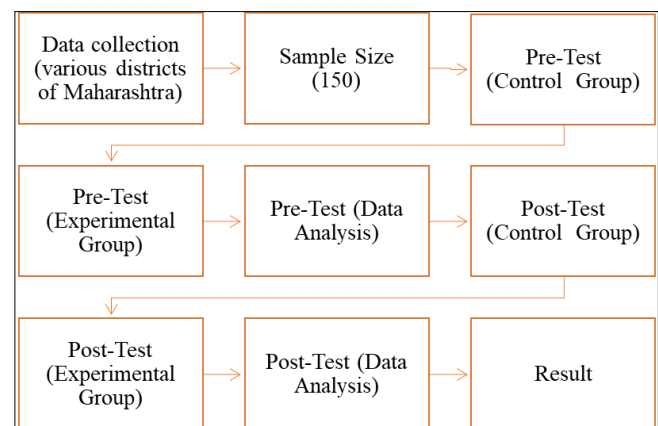 Data collection
(various districts
of Maharashtra)
Sample Size
(150)
Pre-Test
(Control Group)
Pre-Test
(Experimental
Group)
Pre-Test (Data
Analysis)
Post-Test
(Control Group)
Post-Test
(Experimental
Group)
Post-Test (Data
Analysis)
Result